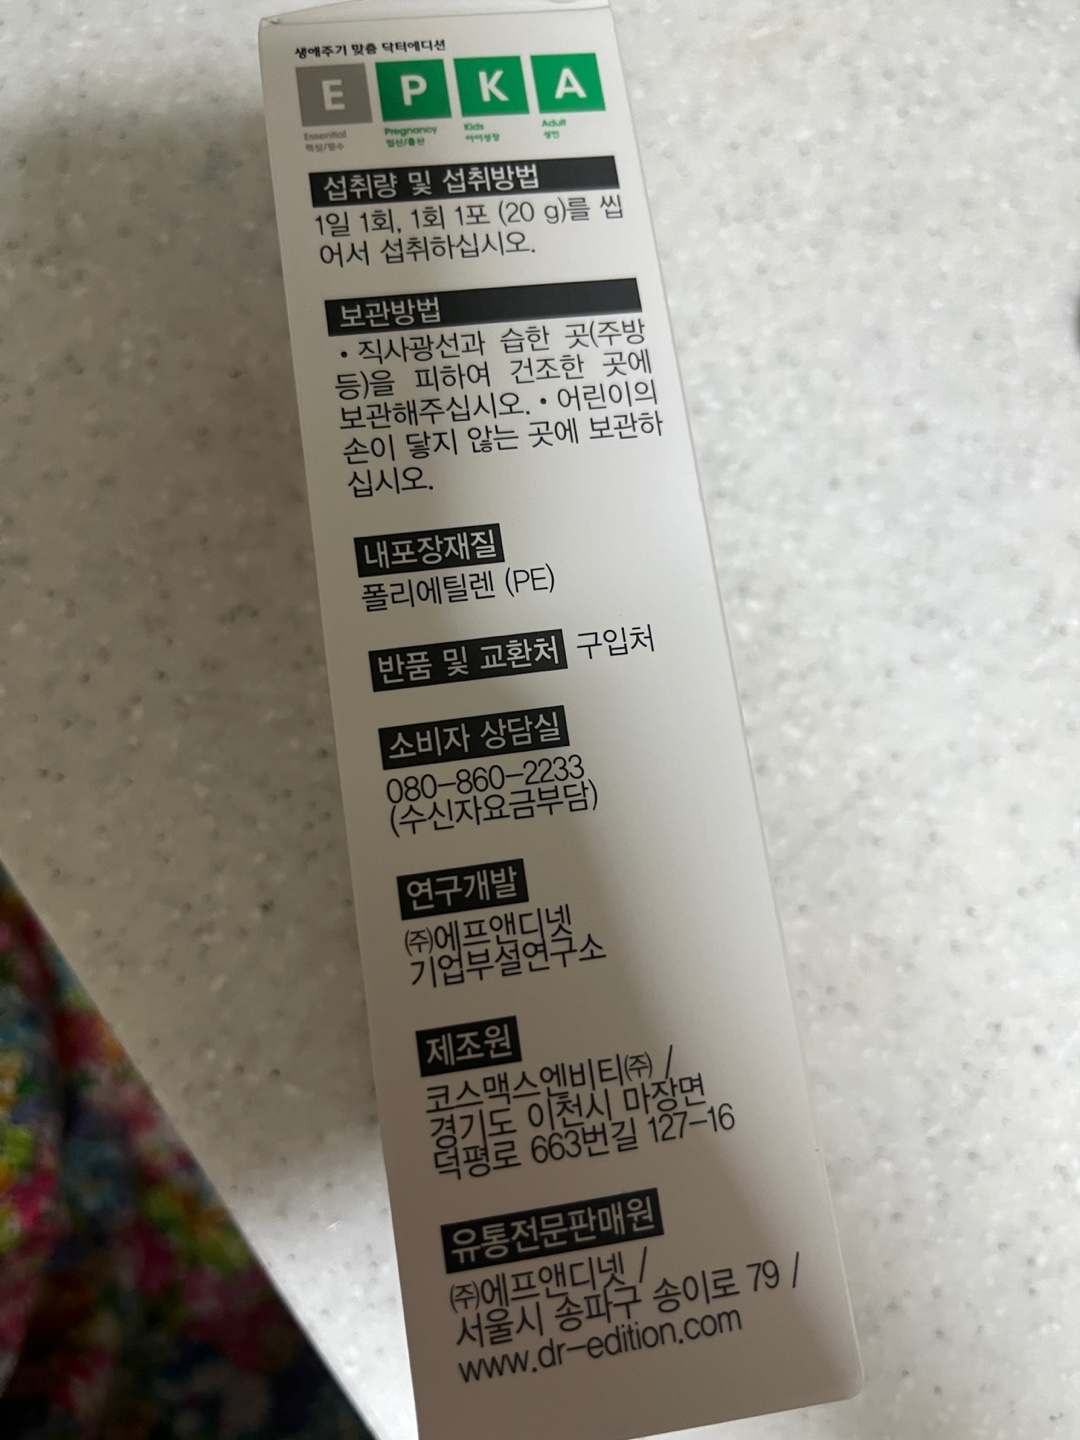 생애주기 맞춤 닥터에디션
E P K A
Essential Pregnancy Kids Adult
핵심/필수 임신/출산 아이성장 성인
섭취량 및 섭취방법
1일 1회, 1회 1포 (20 g)를 씹
어서 섭취하십시오.
보관방법
• 직사광선과 습한 곳(주방
등)을 피하여 건조한 곳에
보관해주십시오. • 어린이의
손이 닿지 않는 곳에 보관하
십시오.
내포장재질
폴리에틸렌 (PE)
반품 및 교환처 구입처
소비자 상담실
080-860-2233
(수신자요금부담)
연구개발
㈜에프앤디넷
기업부설연구소
제조원
코스맥스엔비티㈜ /
경기도 이천시 마장면
덕평로 663번길 127-16
유통전문판매원
㈜에프앤디넷 /
서울시 송파구 송이로 79 /
www.dr-edition.com